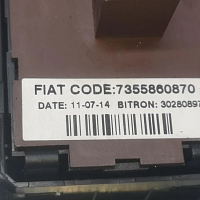 FIAT CODE:7355860870
DATE: 11-07-14 BITRON: 30280897